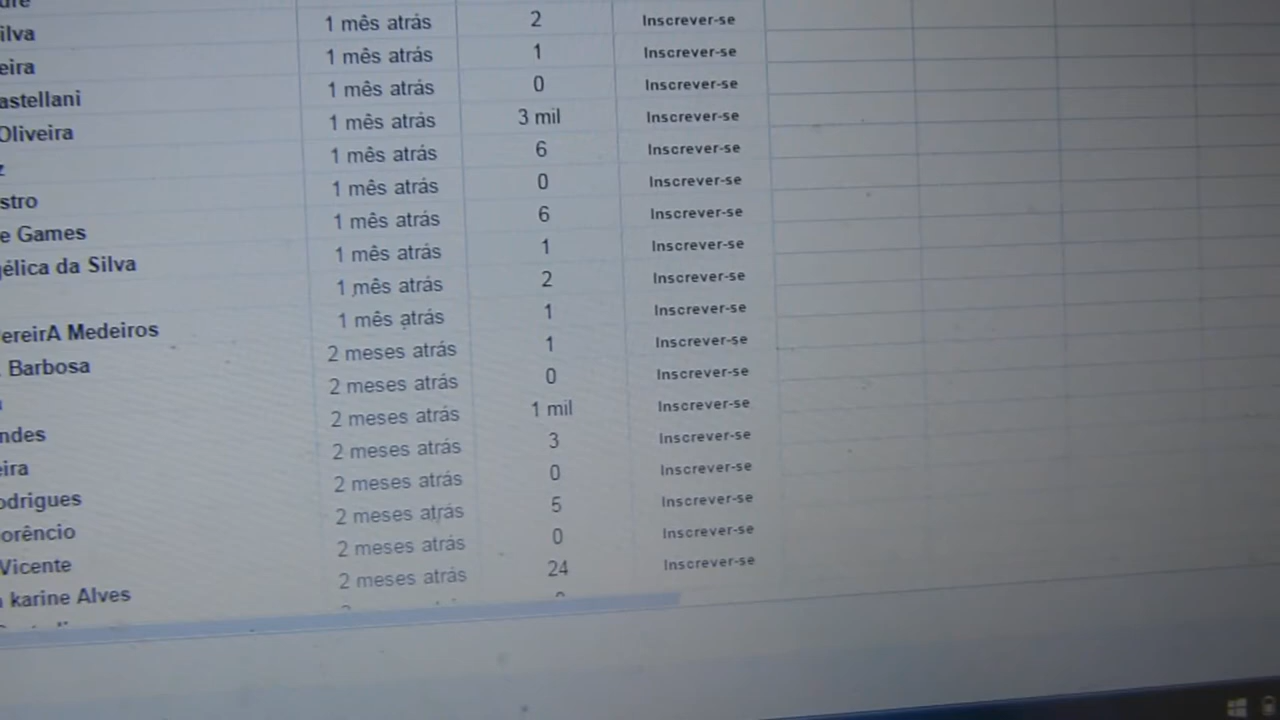 ilva 1 mês atrás 2 Inscrever-se
eira 1 mês atrás 1 Inscrever-se
astellani 1 mês atrás 0 Inscrever-se
Oliveira 1 mês atrás 3 mil Inscrever-se
z 1 mês atrás 6 Inscrever-se
stro 1 mês atrás 0 Inscrever-se
e Games 1 mês atrás 6 Inscrever-se
gélica da Silva 1 mês atrás 1 Inscrever-se
1 mês atrás 2 Inscrever-se
ereirA Medeiros 1 mês atrás 1 Inscrever-se
Barbosa 2 meses atrás 1 Inscrever-se
2 meses atrás 0 Inscrever-se
ndes 2 meses atrás 1 mil Inscrever-se
eira 2 meses atrás 3 Inscrever-se
odrigues 2 meses atrás 0 Inscrever-se
orêncio 2 meses atrás 5 Inscrever-se
Vicente 2 meses atrás 0 Inscrever-se
karine Alves 2 meses atrás 24 Inscrever-se